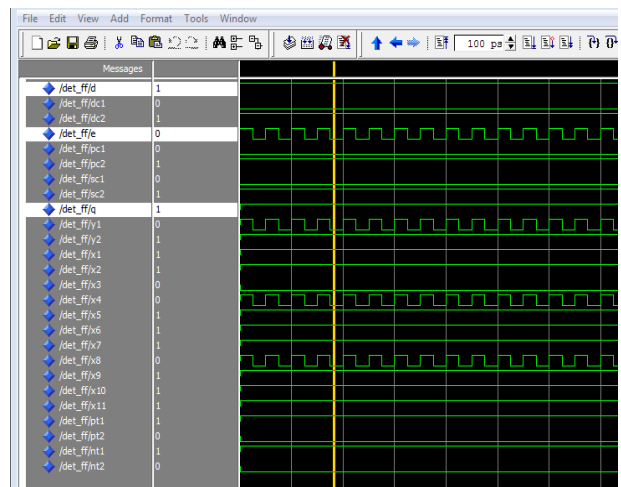 File Edit View Add Format Tools Window
100 ps
Messages
/det_ff/d 1
/det_ff/dc1 0
/det_ff/dc2 1
/det_ff/e 0
/det_ff/pc1 0
/det_ff/pc2 1
/det_ff/sc1 0
/det_ff/sc2 1
/det_ff/q 1
/det_ff/y1 0
/det_ff/y2 1
/det_ff/x1 1
/det_ff/x2 1
/det_ff/x3 0
/det_ff/x4 0
/det_ff/x5 1
/det_ff/x6 1
/det_ff/x7 1
/det_ff/x8 0
/det_ff/x9 1
/det_ff/x10 1
/det_ff/x11 1
/det_ff/pt1 1
/det_ff/pt2 0
/det_ff/nt1 1
/det_ff/nt2 0